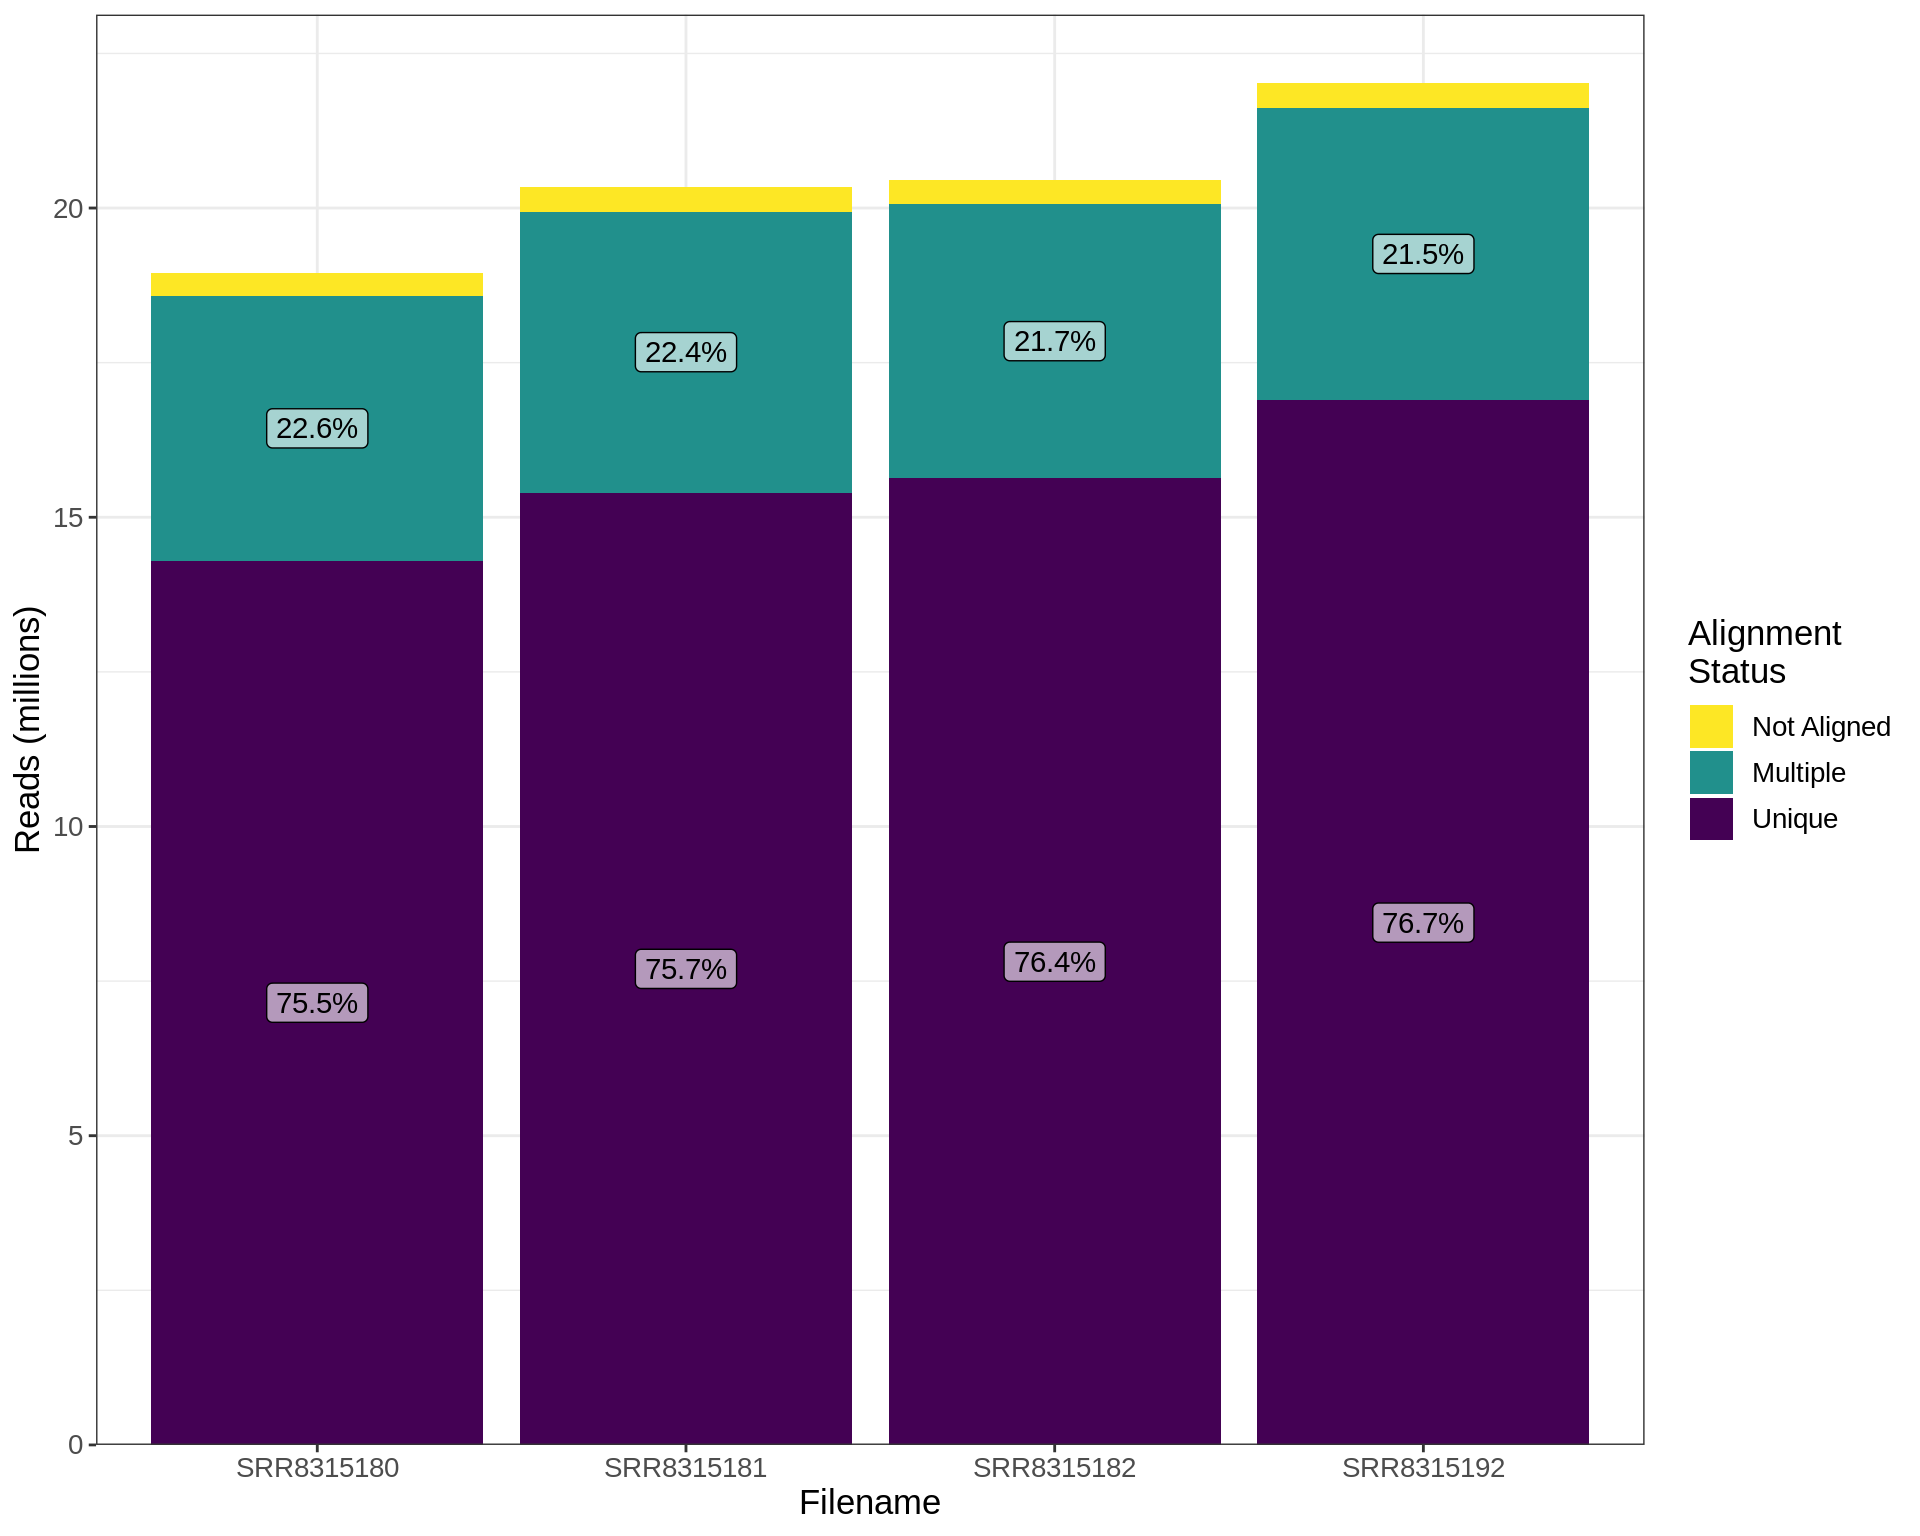 Reads (millions)
20
15
10
5
0
21.5%
21.7%
22.4%
22.6%
76.7%
76.4%
75.7%
75.5%
SRR8315180
SRR8315181
SRR8315182
SRR8315192
Filename
Alignment
Status
Not Aligned
Multiple
Unique